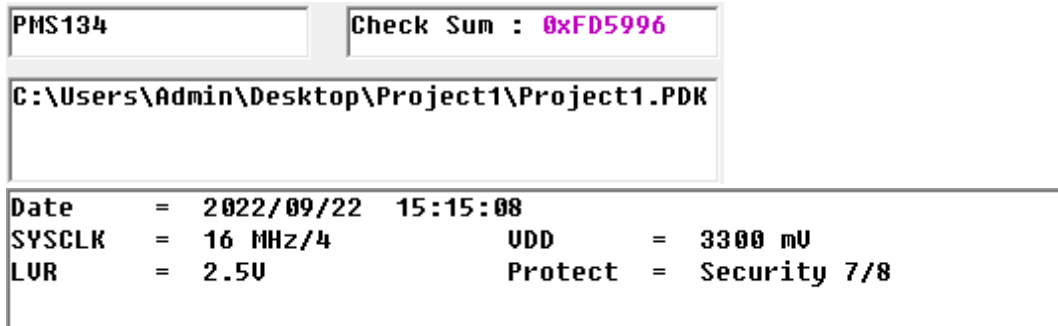 PMS134 Check Sum : 0xFD5996
C:\Users\Admin\Desktop\Project1\Project1.PDK
Date = 2022/09/22 15:15:08
SYSCLK = 16 MHz/4 VDD = 3300 mV
LVR = 2.5V Protect = Security 7/8